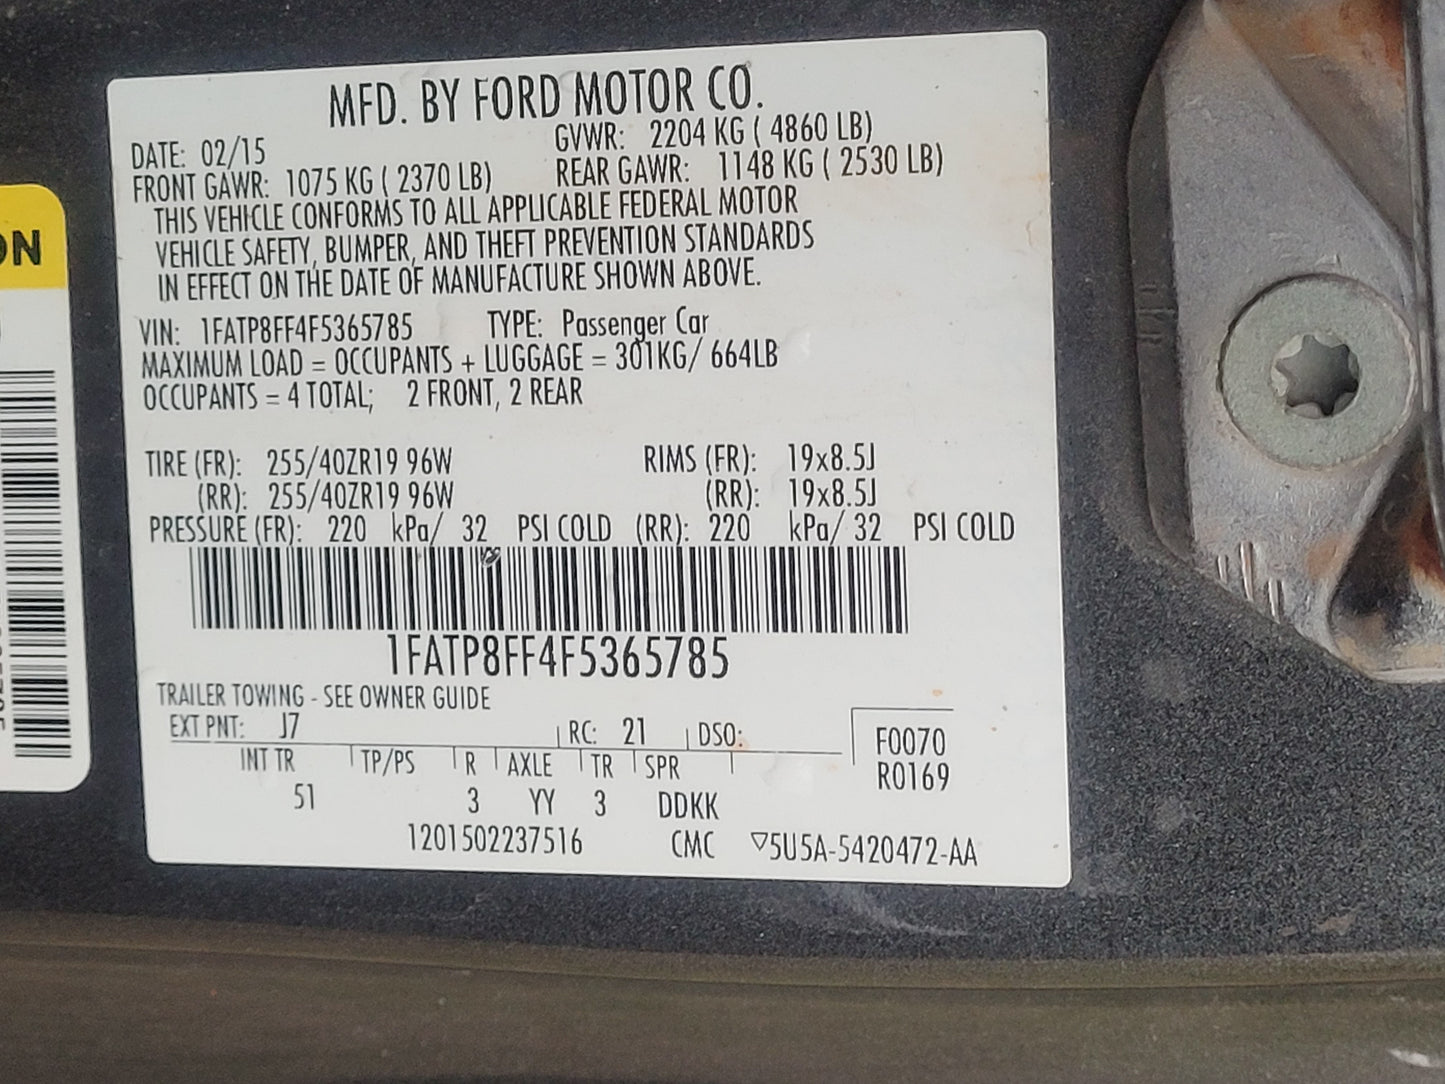 MFD. BY FORD MOTOR CO.
DATE: 02/15 GVWR: 2204 KG ( 4860 LB)
FRONT GAWR: 1075 KG ( 2370 LB) REAR GAWR: 1148 KG ( 2530 LB)
THIS VEHICLE CONFORMS TO ALL APPLICABLE FEDERAL MOTOR
VEHICLE SAFETY, BUMPER, AND THEFT PREVENTION STANDARDS
IN EFFECT ON THE DATE OF MANUFACTURE SHOWN ABOVE.
VIN: 1FATP8FF4F5365785 TYPE: Passenger Car
MAXIMUM LOAD = OCCUPANTS + LUGGAGE = 301KG/ 664LB
OCCUPANTS = 4 TOTAL; 2 FRONT, 2 REAR
TIRE (FR): 255/40ZR19 96W RIMS (FR): 19x8.5J
(RR): 255/40ZR19 96W (RR): 19x8.5J
PRESSURE (FR): 220 kPa/ 32 PSI COLD (RR): 220 kPa/ 32 PSI COLD
1FATP8FF4F5365785
TRAILER TOWING - SEE OWNER GUIDE
EXT PNT: J7 RC: 21 DSO: F0070
INT TR TP/PS R AXLE TR SPR R0169
51 3 YY 3 DDKK
1201502237516 CMC ▽5U5A-5420472-AA
ON